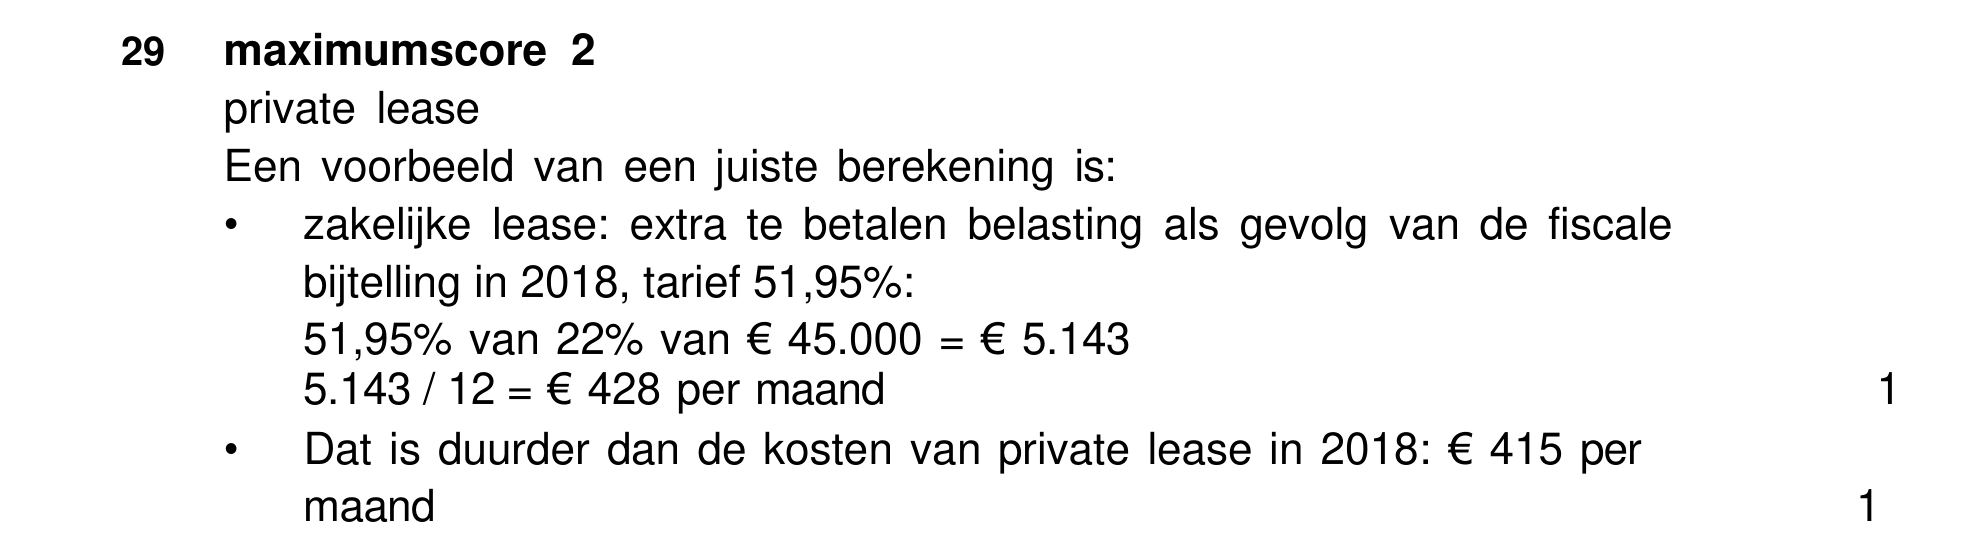 29 maximumscore 2
private lease
Een voorbeeld van een juiste berekening is:
• zakelijke lease: extra te betalen belasting als gevolg van de fiscale
bijtelling in 2018, tarief 51,95%:
51,95% van 22% van € 45.000 = € 5.143
5.143 / 12 = € 428 per maand 1
• Dat is duurder dan de kosten van private lease in 2018: € 415 per
maand 1